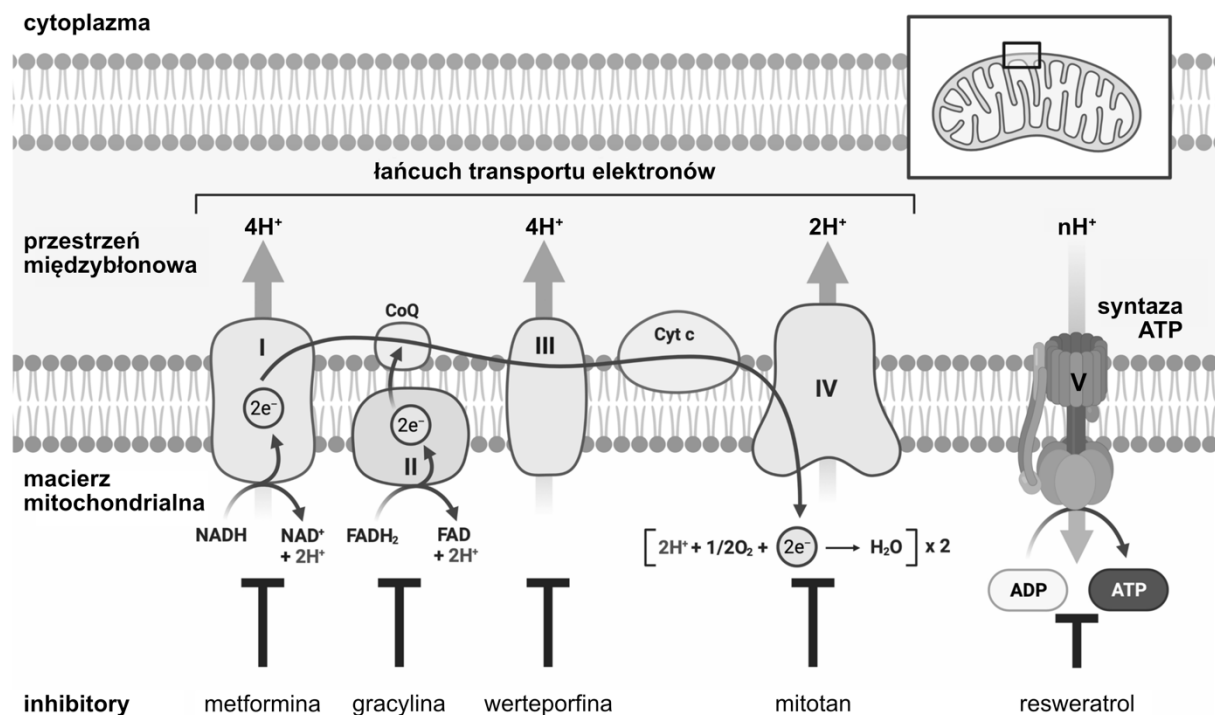 cytoplazma
łańcuch transportu elektronów
4H⁺ 4H⁺ 2H⁺ nH⁺
przestrzeń
międzybłonowa
syntaza
ATP
CoQ
Cyt c
I
III
IV
V
2e⁻
2e⁻
II
macierz
mitochondrialna
NADH NAD⁺
+ 2H⁺
FADH₂ FAD
+ 2H⁺
[2H⁺ + 1/2O₂ + 2e⁻ → H₂O] x 2
ADP ATP
inhibitory metformina gracylina werteporfina mitotan resweratrol